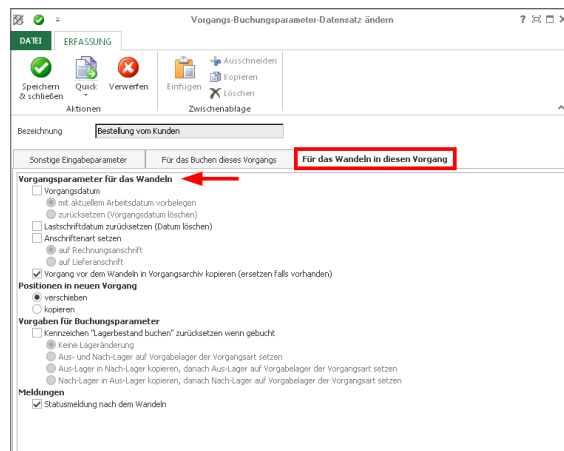 Vorgangs-Buchungsparameter-Datensatz ändern
DATEI ERFASSUNG
Speichern & schließen
Quick
Verwerfen
Einfügen
Ausschneiden
Kopieren
Löschen
Aktionen Zwischenablage
Bezeichnung Bestellung vom Kunden
Sonstige Eingabeparameter Für das Buchen dieses Vorgangs Für das Wandeln in diesen Vorgang
Vorgangsparameter für das Wandeln
Vorgangsdatum
mit aktuellem Arbeitsdatum vorbelegen
zurücksetzen (Vorgangsdatum löschen)
Lastschriftdatum zurücksetzen (Datum löschen)
Anschriftenart setzen
auf Rechnungsanschrift
auf Lieferanschrift
Vorgang vor dem Wandeln in Vorgangsarchiv kopieren (ersetzen falls vorhanden)
Positionen in neuen Vorgang
verschieben
kopieren
Vorgaben für Buchungsparameter
Kennzeichen "Lagerbestand buchen" zurücksetzen wenn gebucht
Keine Lageränderung
Aus- und Nach-Lager auf Vorgabelager der Vorgangsart setzen
Aus-Lager in Nach-Lager kopieren, danach Aus-Lager auf Vorgabelager der Vorgangsart setzen
Nach-Lager in Aus-Lager kopieren, danach Nach-Lager auf Vorgabelager der Vorgangsart setzen
Meldungen
Statusmeldung nach dem Wandeln